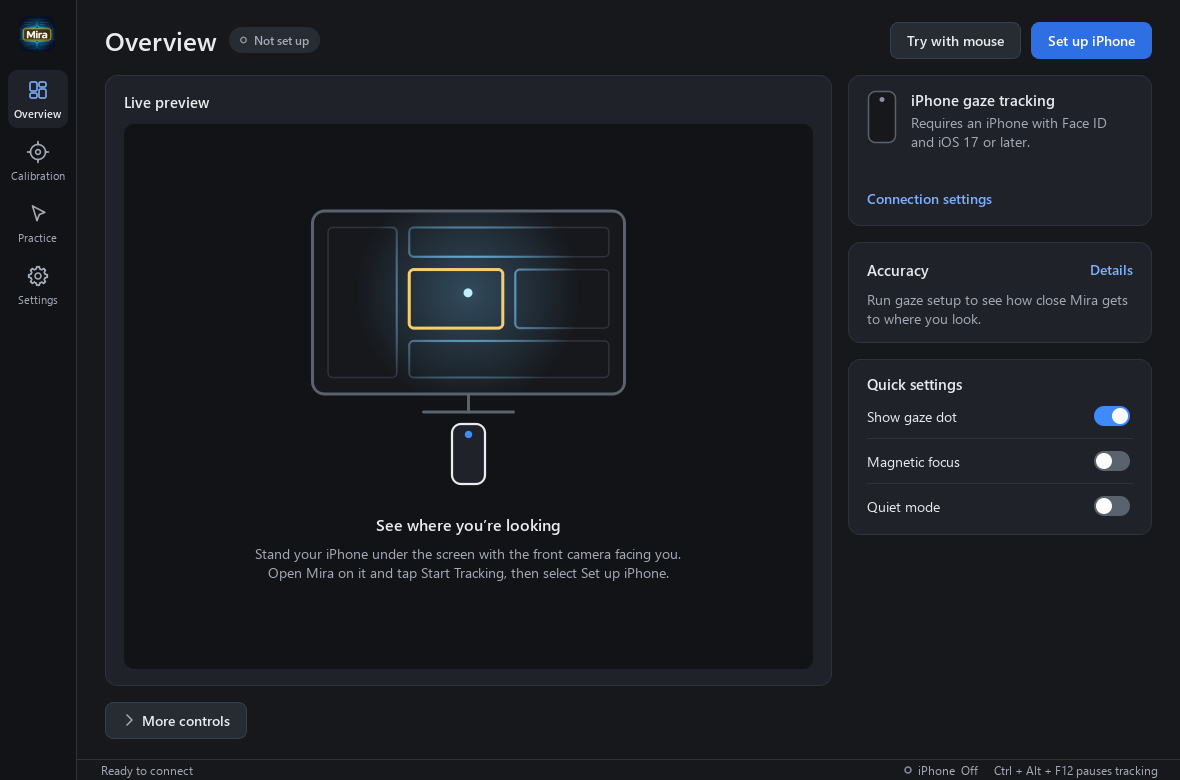 Mira
Overview
Not set up
Try with mouse
Set up iPhone
Overview
Calibration
Practice
Settings
Live preview
See where you’re looking
Stand your iPhone under the screen with the front camera facing you.
Open Mira on it and tap Start Tracking, then select Set up iPhone.
iPhone gaze tracking
Requires an iPhone with Face ID
and iOS 17 or later.
Connection settings
Accuracy
Details
Run gaze setup to see how close Mira gets
to where you look.
Quick settings
Show gaze dot
Magnetic focus
Quiet mode
More controls
Ready to connect
iPhone Off
Ctrl + Alt + F12 pauses tracking